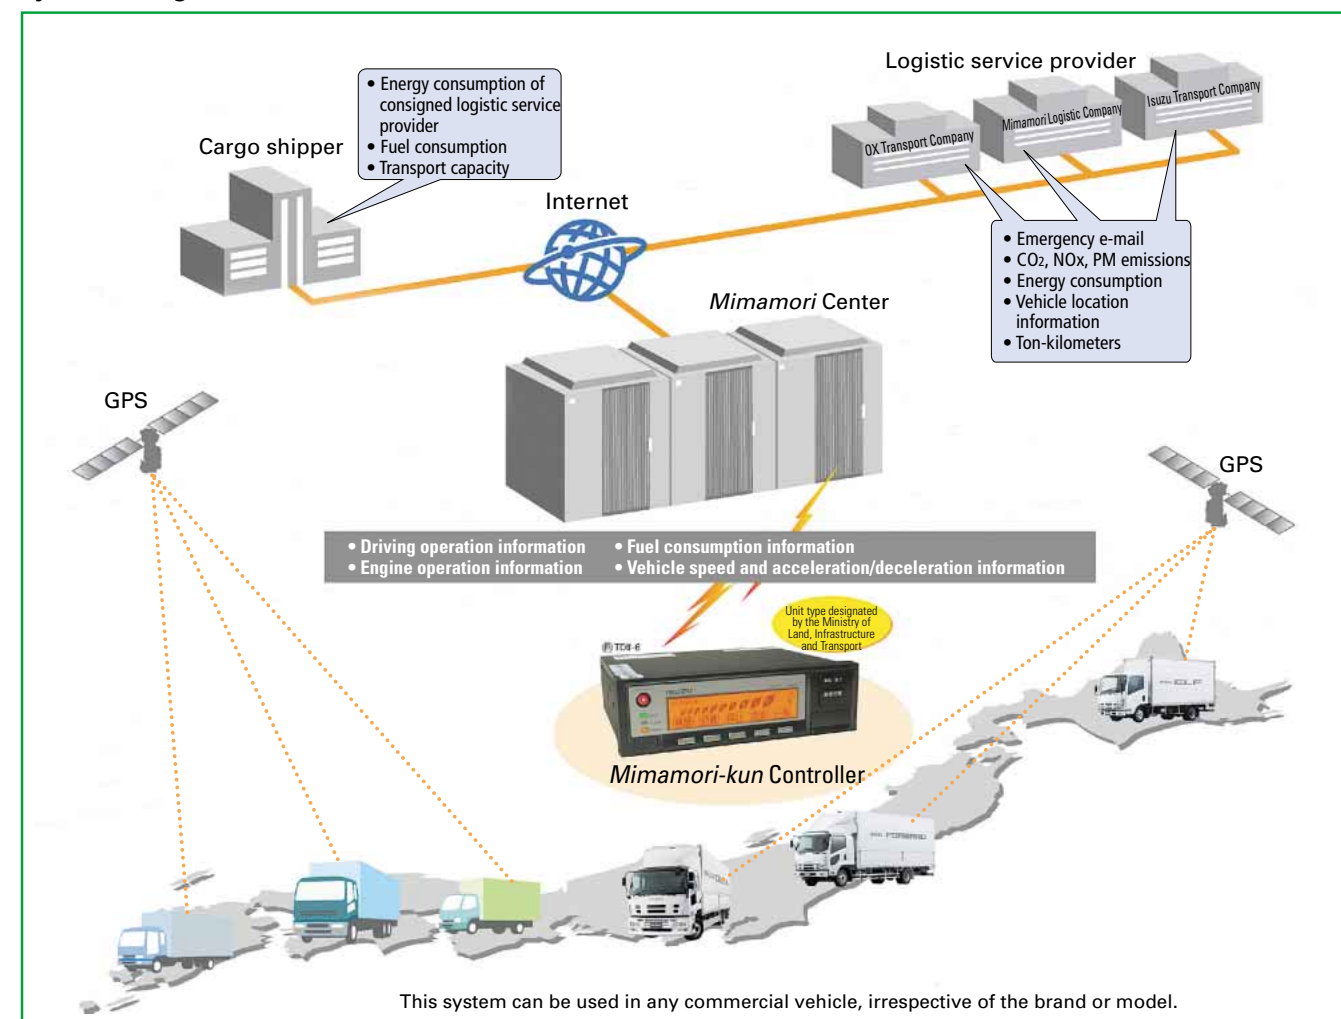 Logistic service provider
• Energy consumption of
consigned logistic service
provider
• Fuel consumption
• Transport capacity
Cargo shipper
OX Transport Company
Mimamori Logistic Company
Isuzu Transport Company
Internet
• Emergency e-mail
• CO2, NOx, PM emissions
• Energy consumption
• Vehicle location
information
• Ton-kilometers
Mimamori Center
GPS
GPS
• Driving operation information • Fuel consumption information
• Engine operation information • Vehicle speed and acceleration/deceleration information
Unit type designated
by the Ministry of
Land, Infrastructure
and Transport
ISUZU
ELF
Mimamori-kun Controller
FORWARD
This system can be used in any commercial vehicle, irrespective of the brand or model.